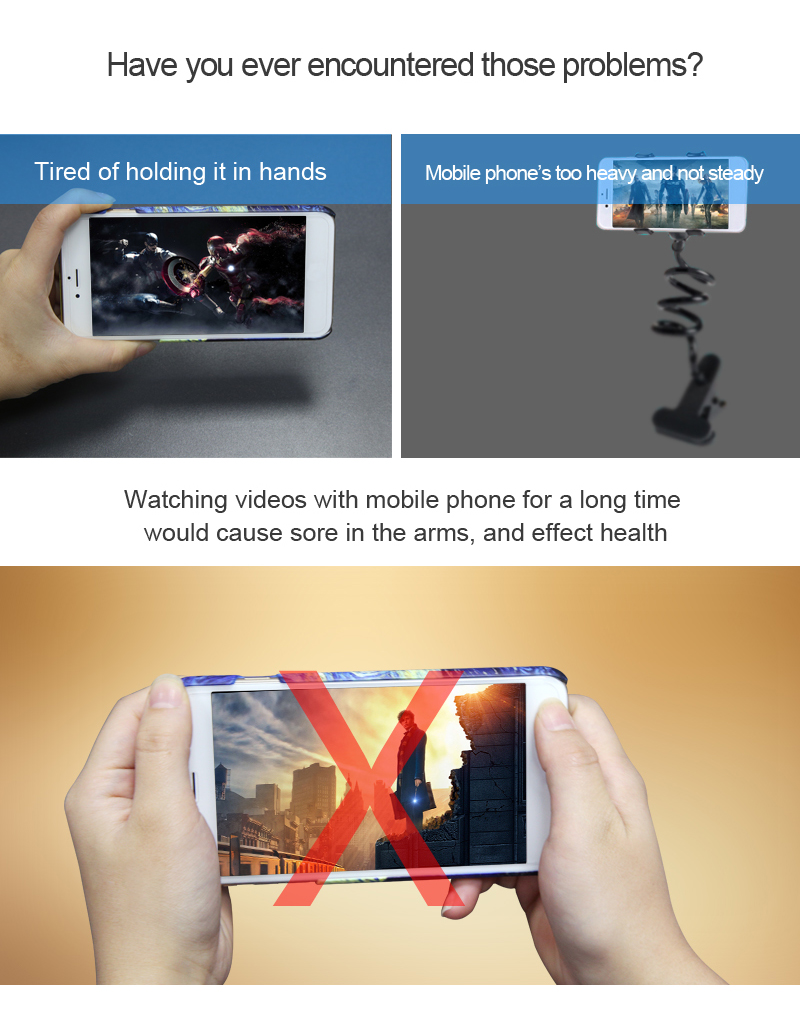 Have you ever encountered those problems?
Tired of holding it in hands
Mobile phone's too heavy and not steady
Watching videos with mobile phone for a long time
would cause sore in the arms, and effect health